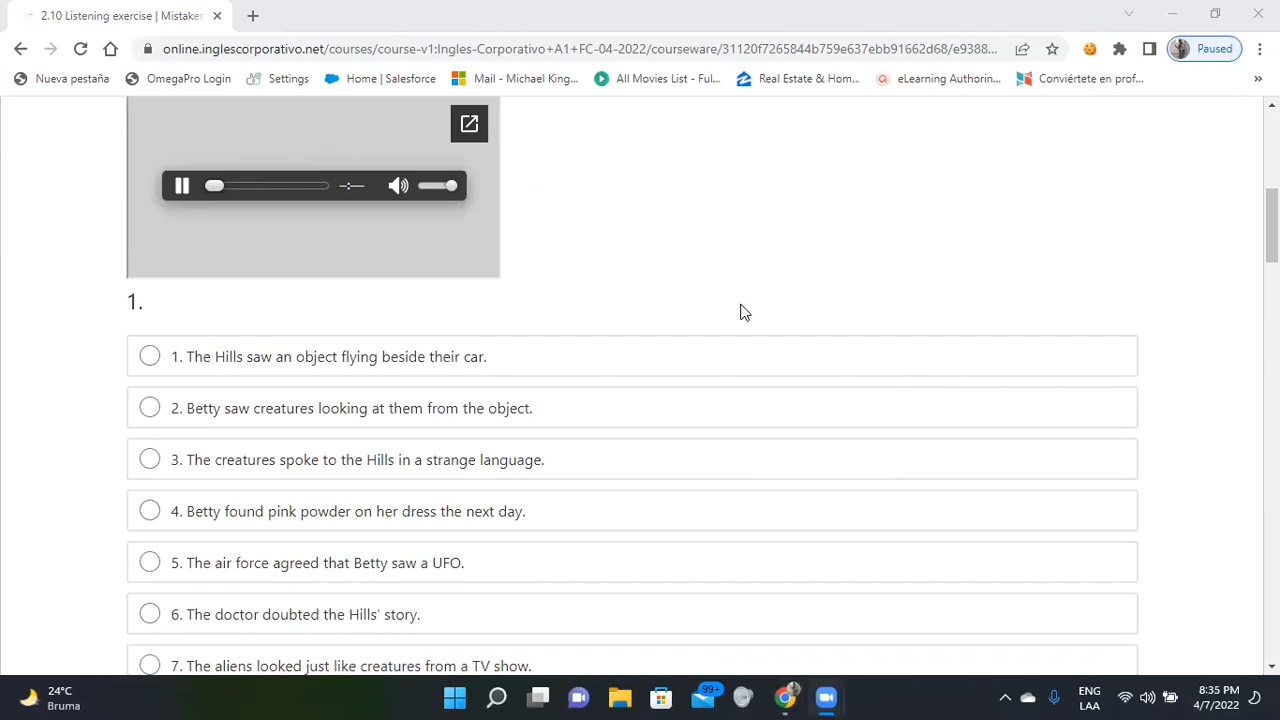 2.10 Listening exercise | Mistakes
online.inglescorporativo.net/courses/course-v1:Ingles-Corporativo+A1+FC-04-2022/courseware/31120f7265844b759e637ebb91662d68/e9388...
Paused
Nueva pestaña
OmegaPro Login
Settings
Home | Salesforce
Mail - Michael King...
All Movies List - Ful...
Real Estate & Hom...
eLearning Authorin...
Conviértete en prof...
»
-:--
1.
1. The Hills saw an object flying beside their car.
2. Betty saw creatures looking at them from the object.
3. The creatures spoke to the Hills in a strange language.
4. Betty found pink powder on her dress the next day.
5. The air force agreed that Betty saw a UFO.
6. The doctor doubted the Hills' story.
7. The aliens looked just like creatures from a TV show.
24°C
Bruma
99+
ENG
LAA
8:35 PM
4/7/2022